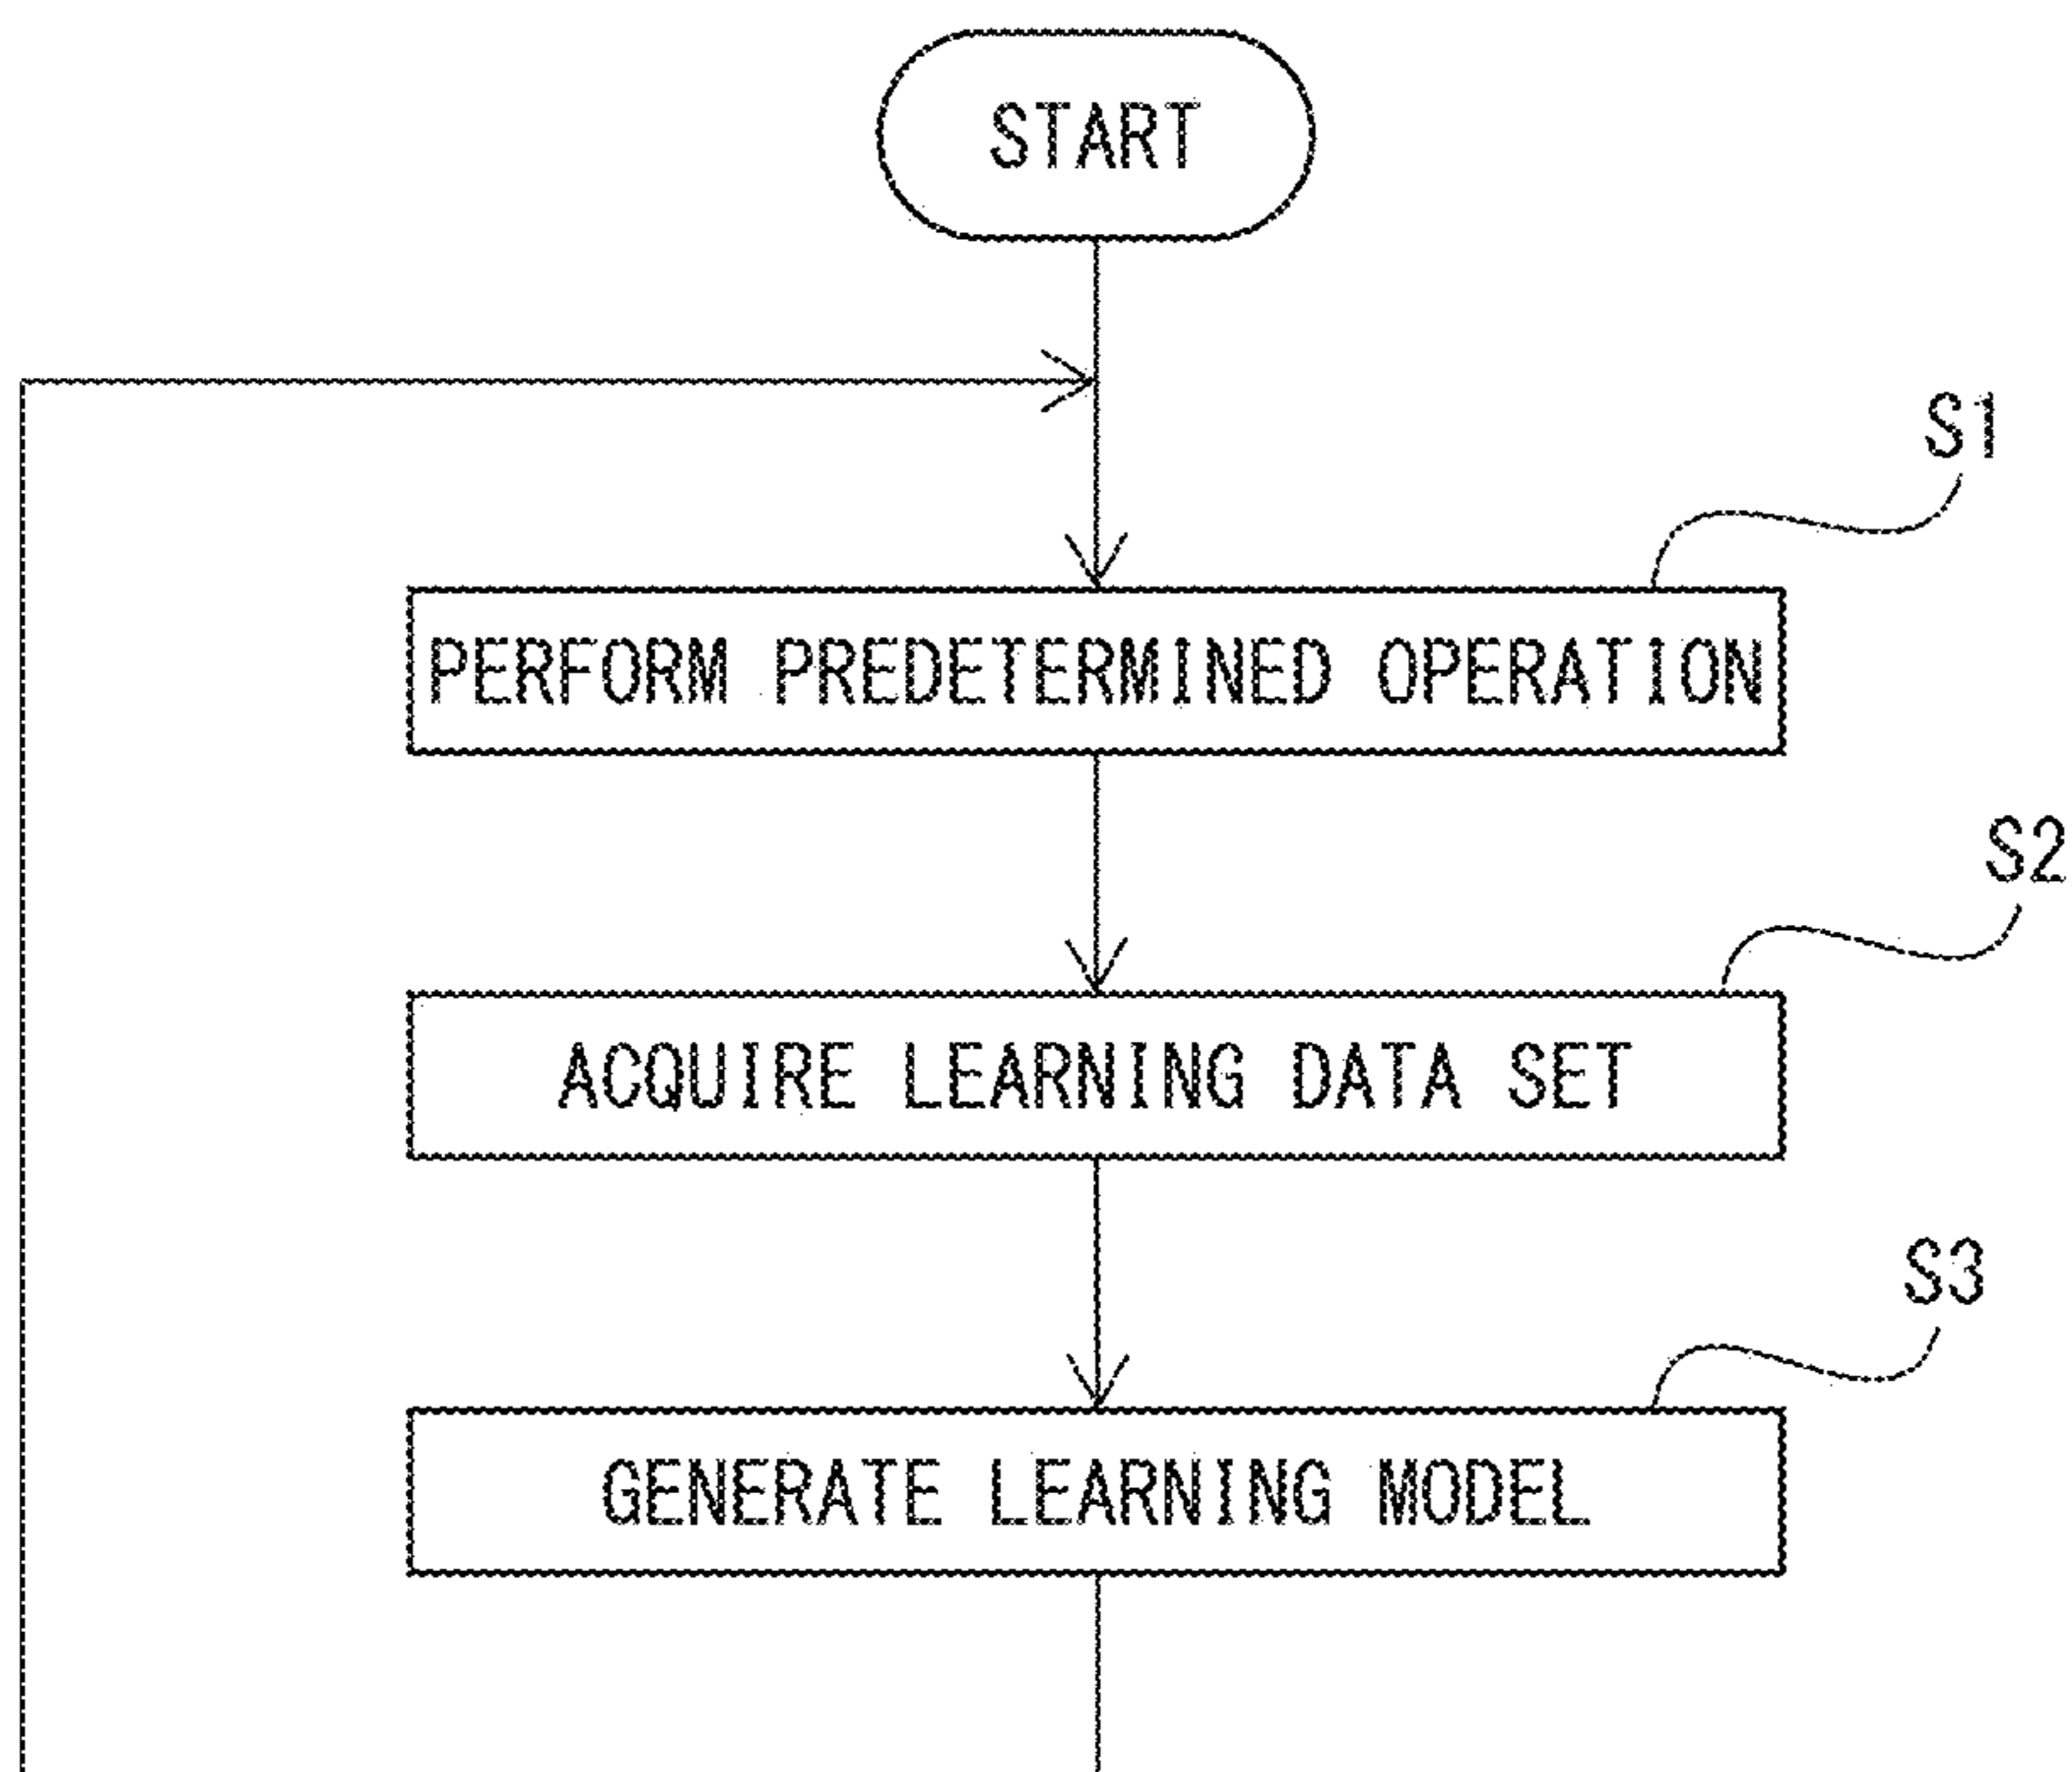 START
S1
PERFORM PREDETERMINED OPERATION
S2
ACQUIRE LEARNING DATA SET
S3
GENERATE LEARNING MODEL